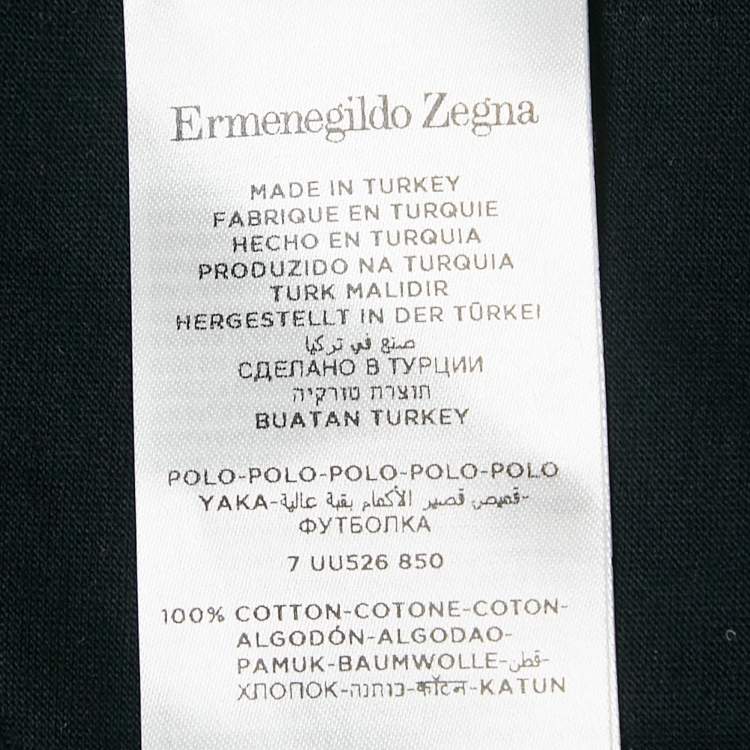 Ermenegildo Zegna
MADE IN TURKEY
FABRIQUE EN TURQUIE
HECHO EN TURQUIA
PRODUZIDO NA TURQUIA
TURK MALIDIR
HERGESTELLT IN DER TÜRKEI
صنع في تركيا
СДЕЛАНО В ТУРЦИИ
תוצרת טורקיה
BUATAN TURKEY
POLO-POLO-POLO-POLO-POLO
YAKA-قميص قصير الأكمام بقبة عالية-
ФУТБОЛКА
7 UU526 850
100% COTTON-COTONE-COTON-
ALGODÓN-ALGODAO-
PAMUK-BAUMWOLLE-قطن-
ХЛОПОК-כותנה-कॉटन-KATUN